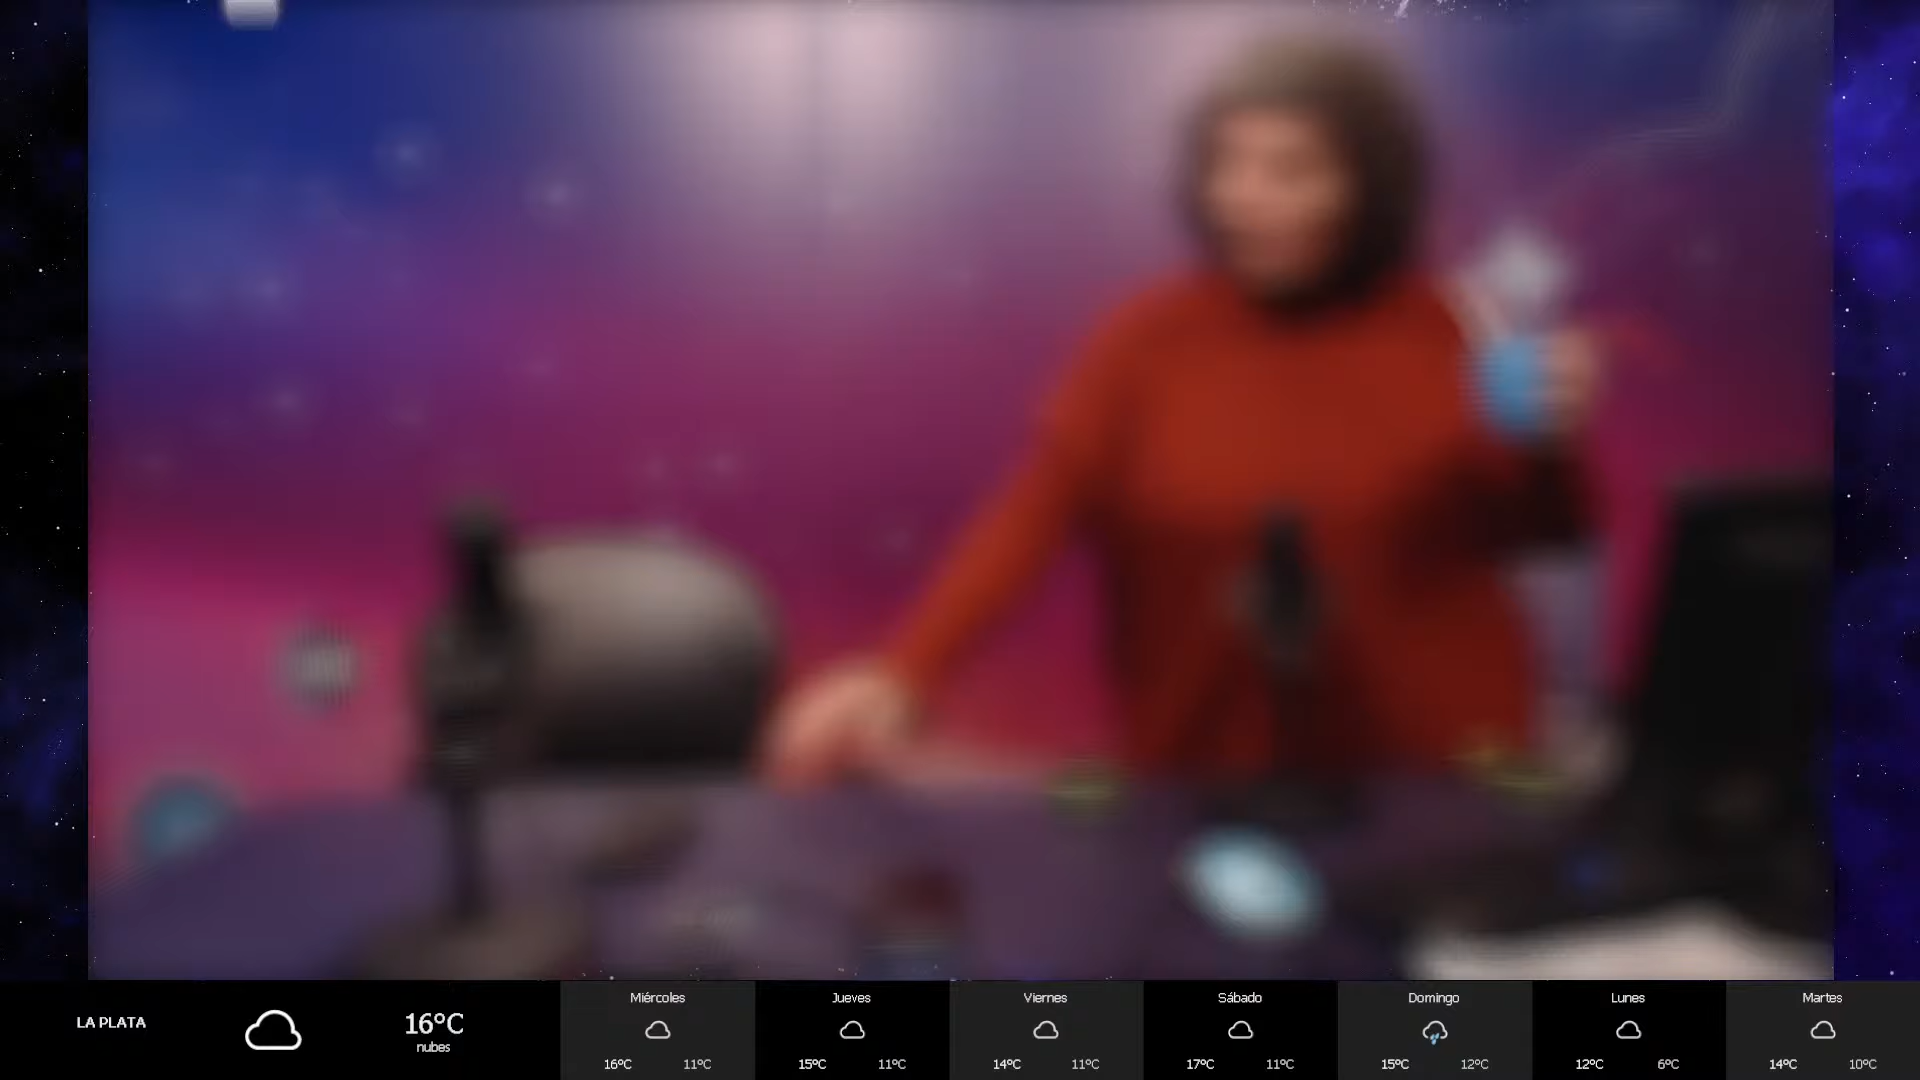 LA PLATA
16°C
nubes
Miércoles
16°C 11°C
Jueves
15°C 11°C
Viernes
14°C 11°C
Sábado
17°C 11°C
Domingo
15°C 12°C
Lunes
12°C 6°C
Martes
14°C 10°C